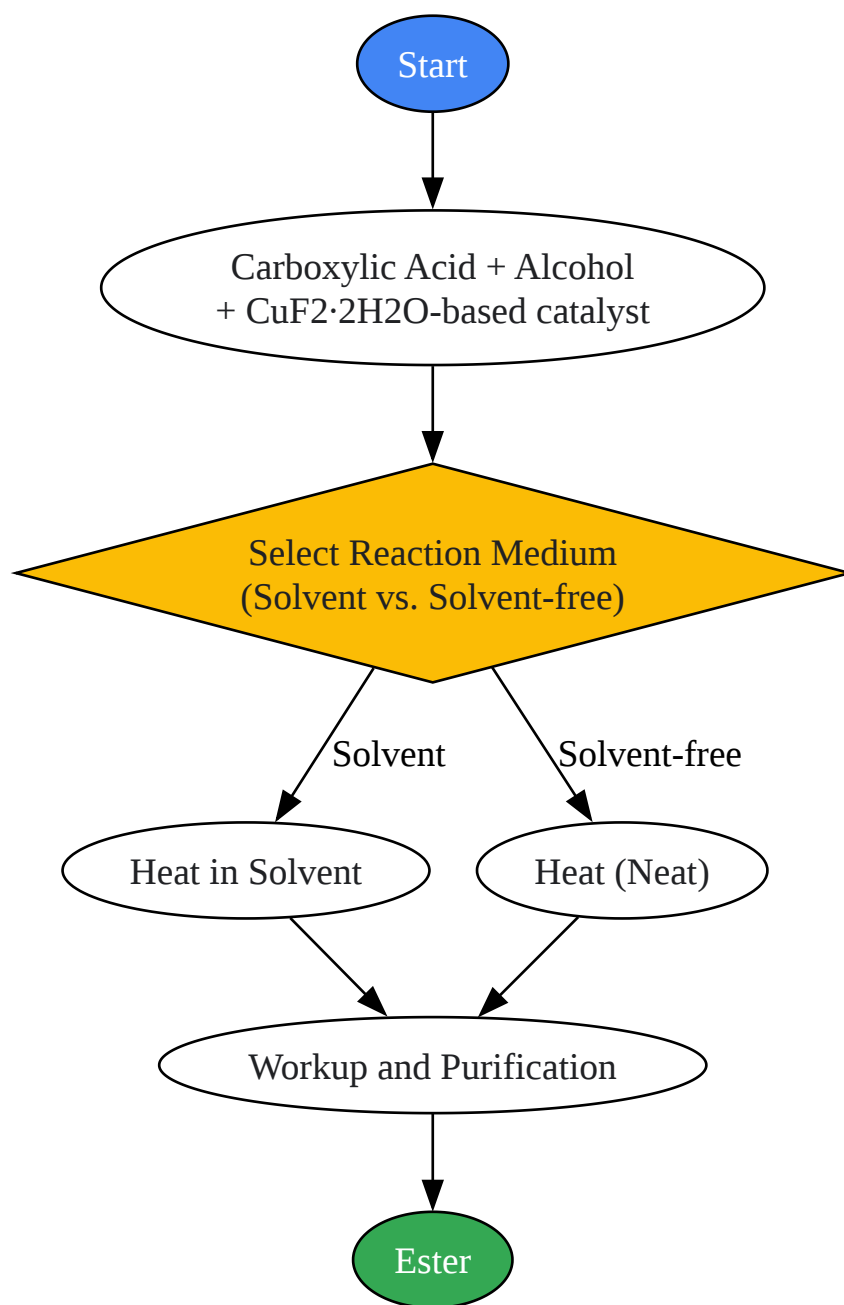 Start
Carboxylic Acid + Alcohol
+ CuF2·2H2O-based catalyst
Select Reaction Medium
(Solvent vs. Solvent-free)
Solvent
Solvent-free
Heat in Solvent
Heat (Neat)
Workup and Purification
Ester